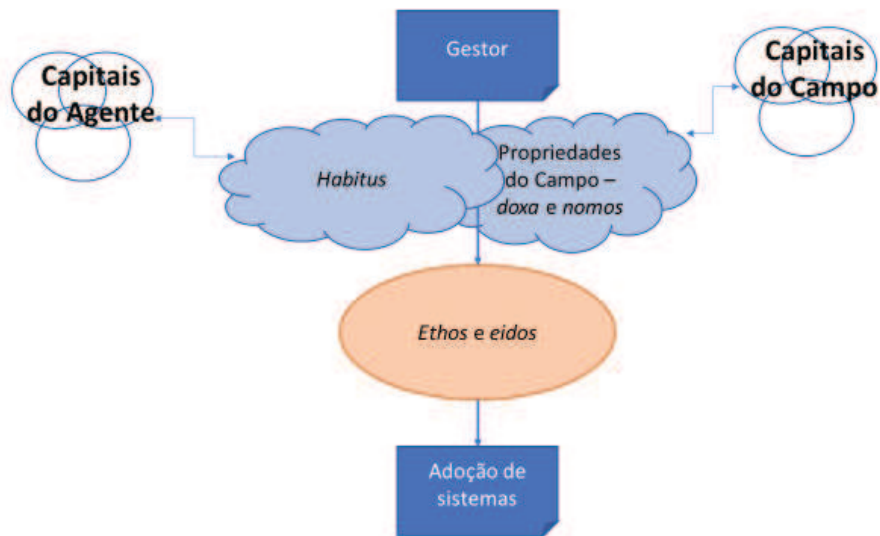 Gestor
Capitais
do Agente
Capitais
do Campo
Habitus
Propriedades
do Campo –
doxa e nomos
Ethos e eidos
Adoção de
sistemas